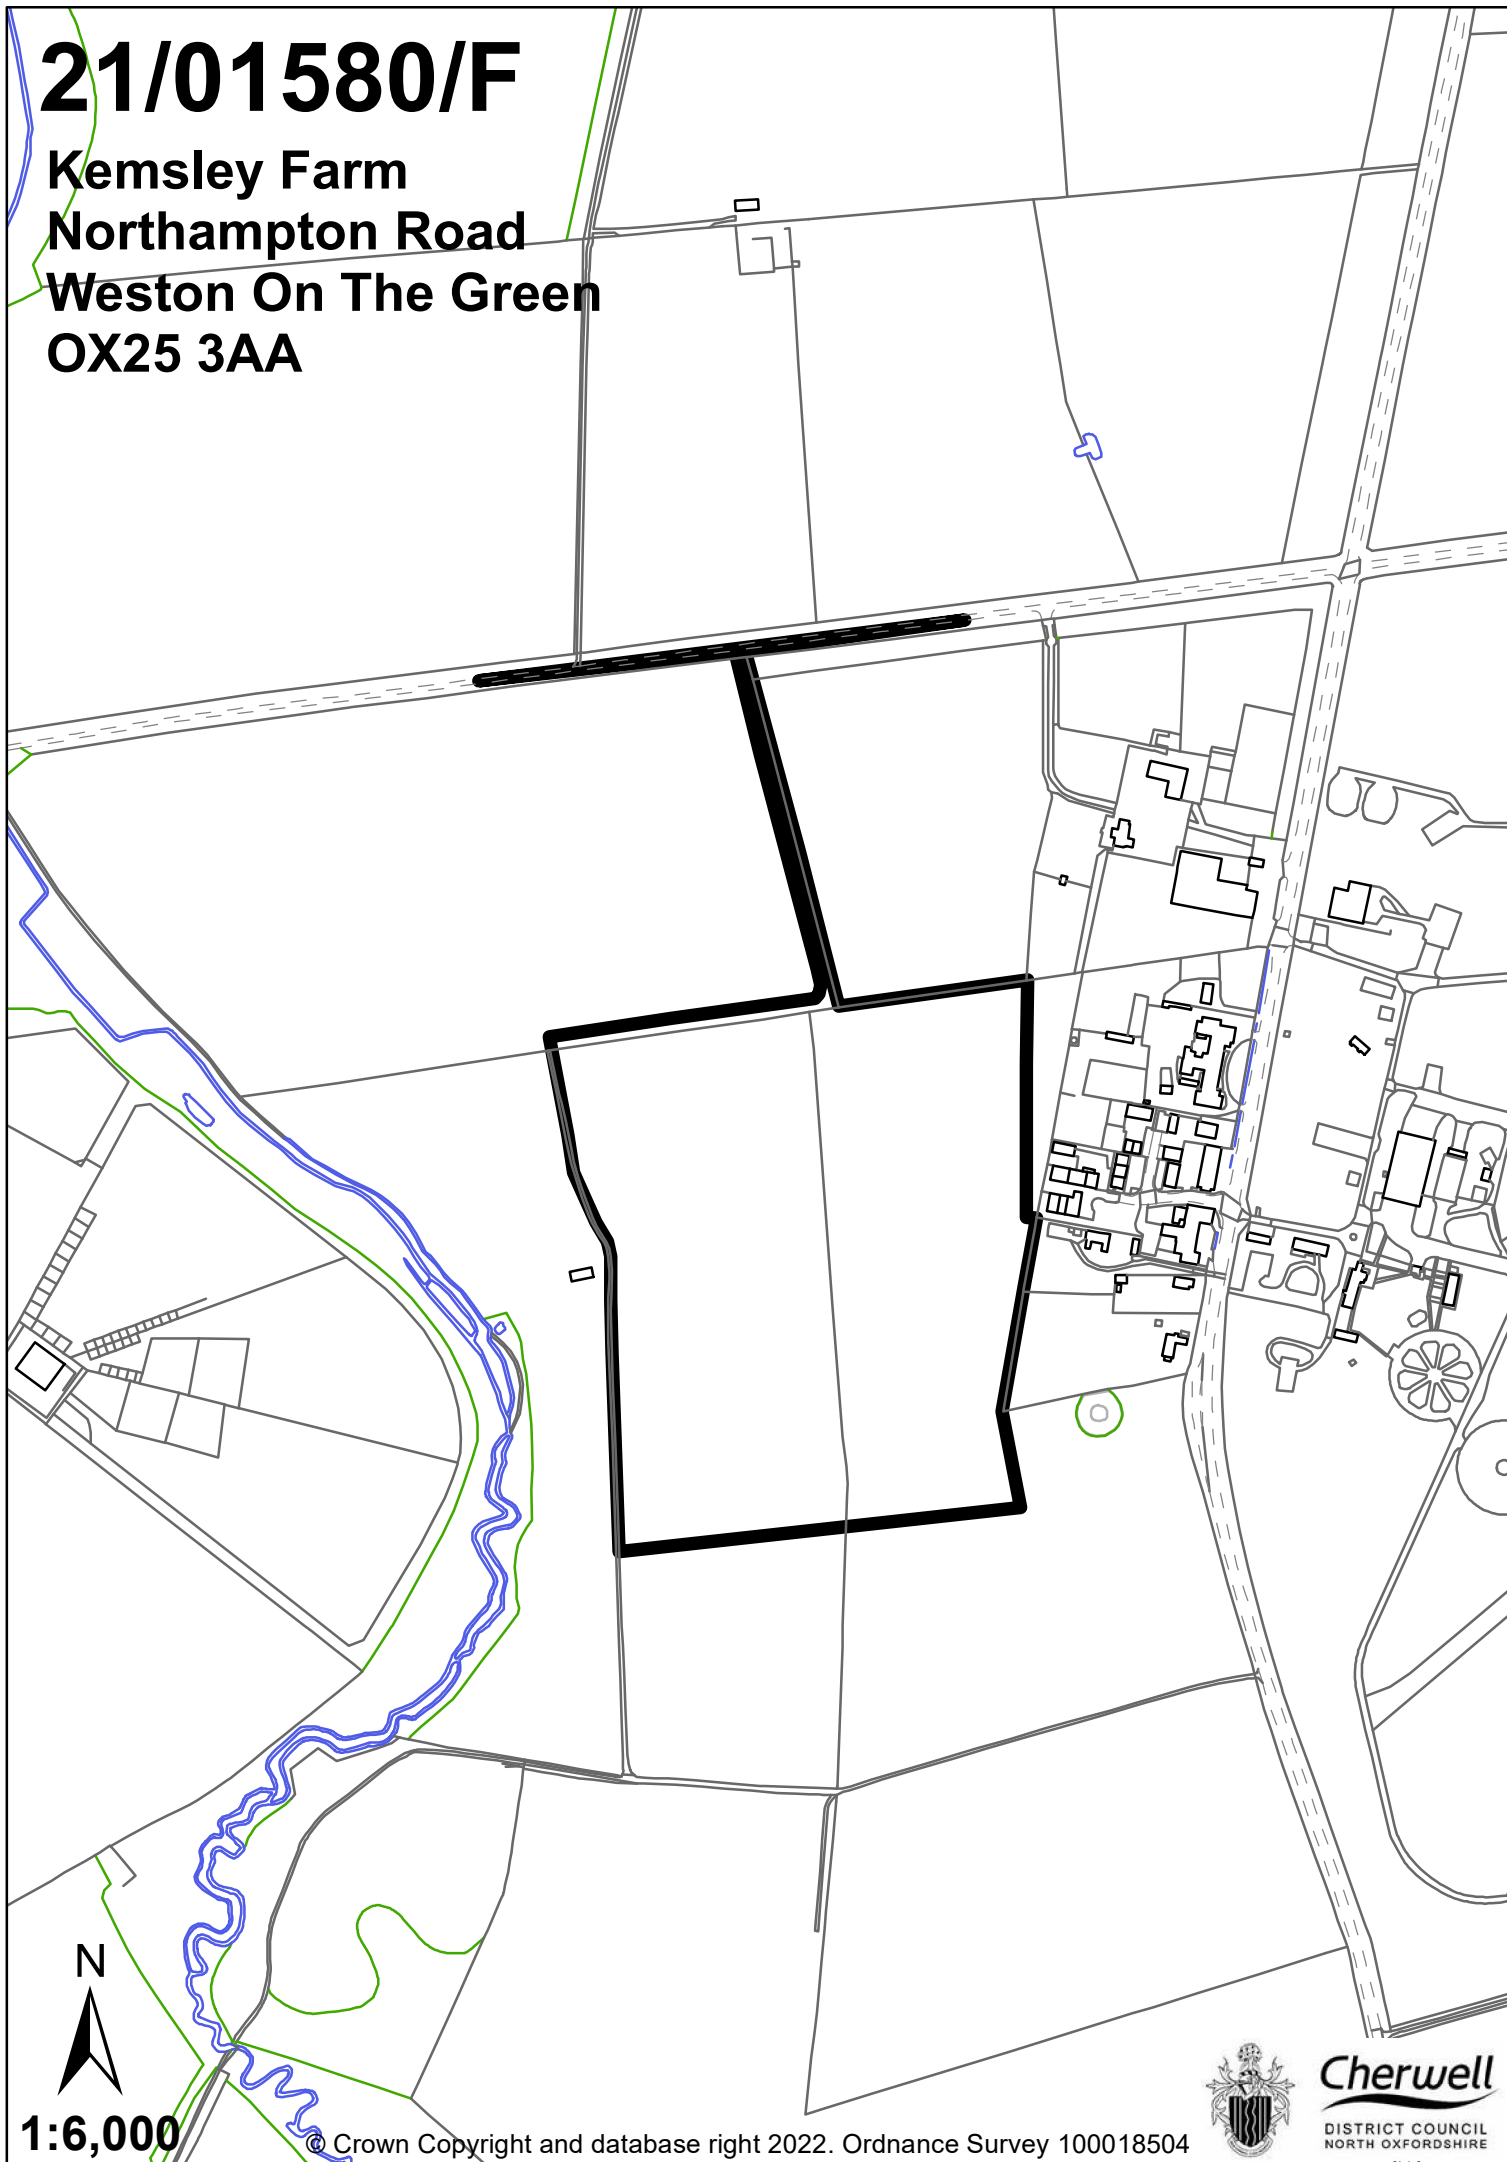 21/01580/F
Kemsley Farm
Northampton Road
Weston On The Green
OX25 3AA
N
1:6,000
© Crown Copyright and database right 2022. Ordnance Survey 100018504
Cherwell
DISTRICT COUNCIL
NORTH OXFORDSHIRE